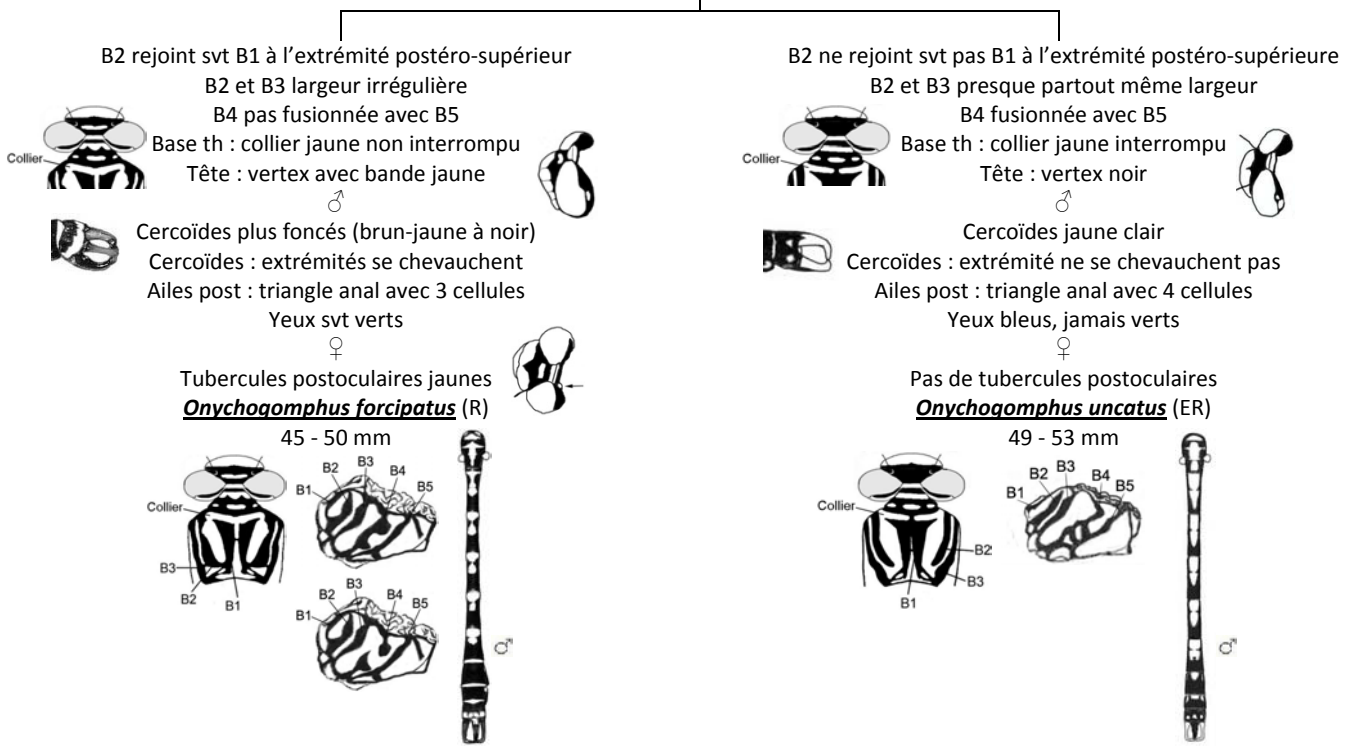 B2 rejoint svt B1 à l'extrémité postéro-supérieur
B2 et B3 largeur irrégulière
B4 pas fusionnée avec B5
Base th : collier jaune non interrompu
Collier
Tête : vertex avec bande jaune
♂
Cercoïdes plus foncés (brun-jaune à noir)
Cercoïdes : extrémités se chevauchent
Ailes post : triangle anal avec 3 cellules
Yeux svt verts
♀
Tubercules postoculaires jaunes
Onychogomphus forcipatus (R)
45 - 50 mm
B1 B2 B3 B4 B5
Collier
B3
B2
B1
B1 B2 B3 B4 B5
♂
B2 ne rejoint svt pas B1 à l'extrémité postéro-supérieure
B2 et B3 presque partout même largeur
B4 fusionnée avec B5
Base th : collier jaune interrompu
Collier
Tête : vertex noir
♂
Cercoïdes jaune clair
Cercoïdes : extrémité ne se chevauchent pas
Ailes post : triangle anal avec 4 cellules
Yeux bleus, jamais verts
♀
Pas de tubercules postoculaires
Onychogomphus uncatus (ER)
49 - 53 mm
B1 B2 B3 B4 B5
Collier
B2
B3
B1
♂